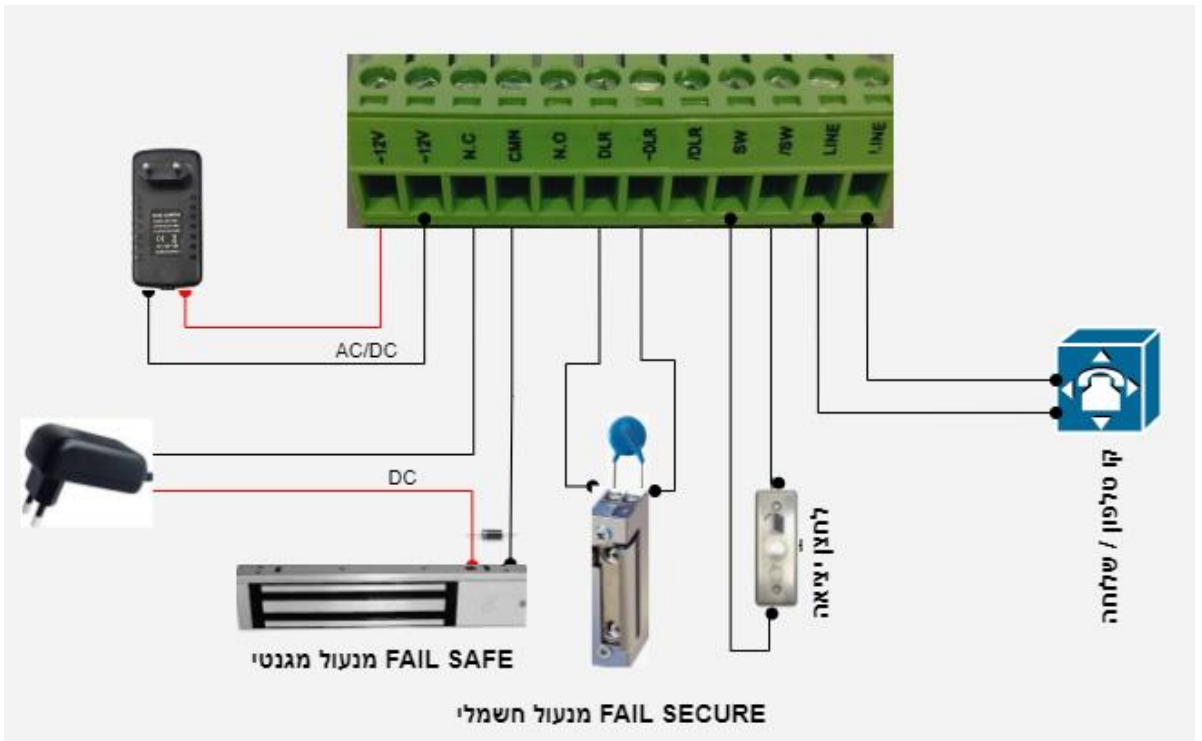 ~12V
~12V
N.C
CMN
N.O
DLR
~DLR
/DLR
SW
/SW
LINE
LINE
AC/DC
DC
קו טלפון / שלוחה
לחצן יציאה
מנעול מגנטי FAIL SAFE
מנעול חשמלי FAIL SECURE